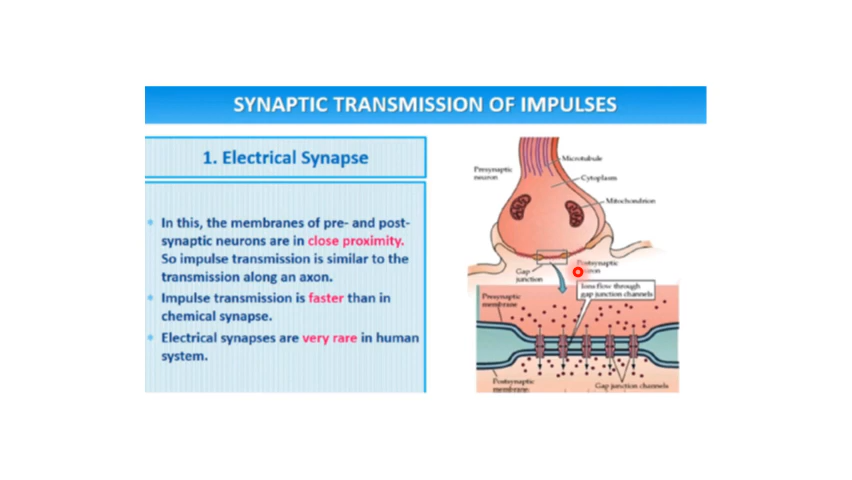 SYNAPTIC TRANSMISSION OF IMPULSES
1. Electrical Synapse
In this, the membranes of pre- and post-
synaptic neurons are in close proximity.
So impulse transmission is similar to the
transmission along an axon.
Impulse transmission is faster than in
chemical synapse.
Electrical synapses are very rare in human
system.
Presynaptic
neuron
Microtubule
Cytoplasm
Mitochondrion
Gap
junction
Postsynaptic
Ions flow through
gap junction channels
Presynaptic
membrane
Postsynaptic
membrane
Gap junction channels